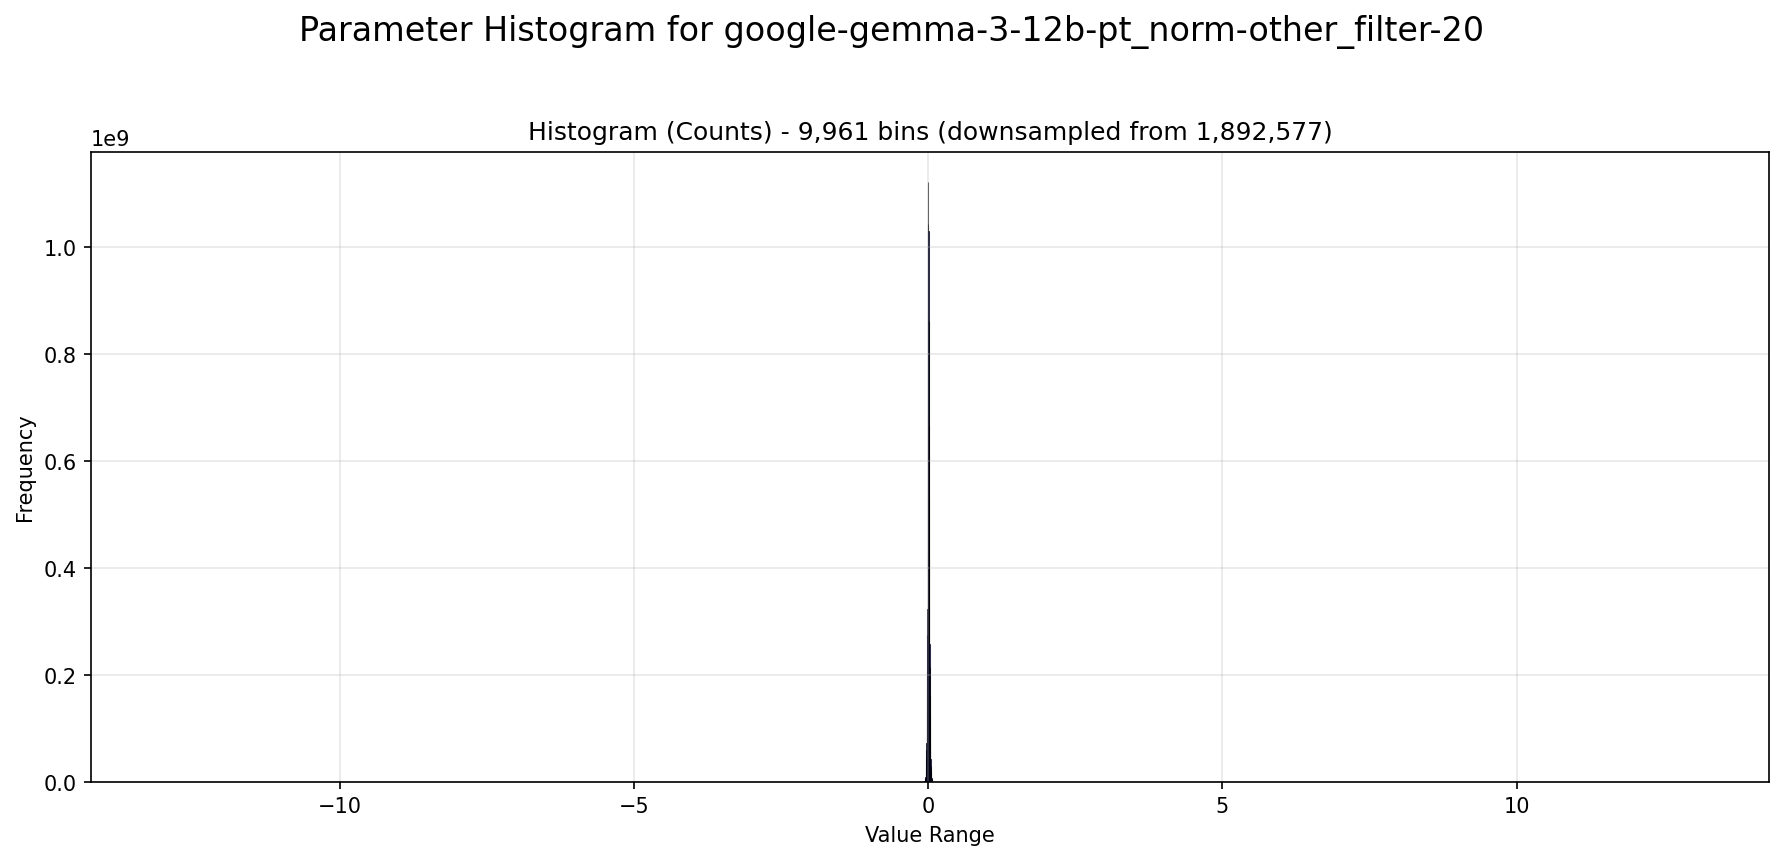 Parameter Histogram for google-gemma-3-12b-pt_norm-other_filter-20
Histogram (Counts) - 9,961 bins (downsampled from 1,892,577)
1e9
1.0
0.8
0.6
0.4
0.2
0.0
Frequency
−10
−5
0
5
10
Value Range